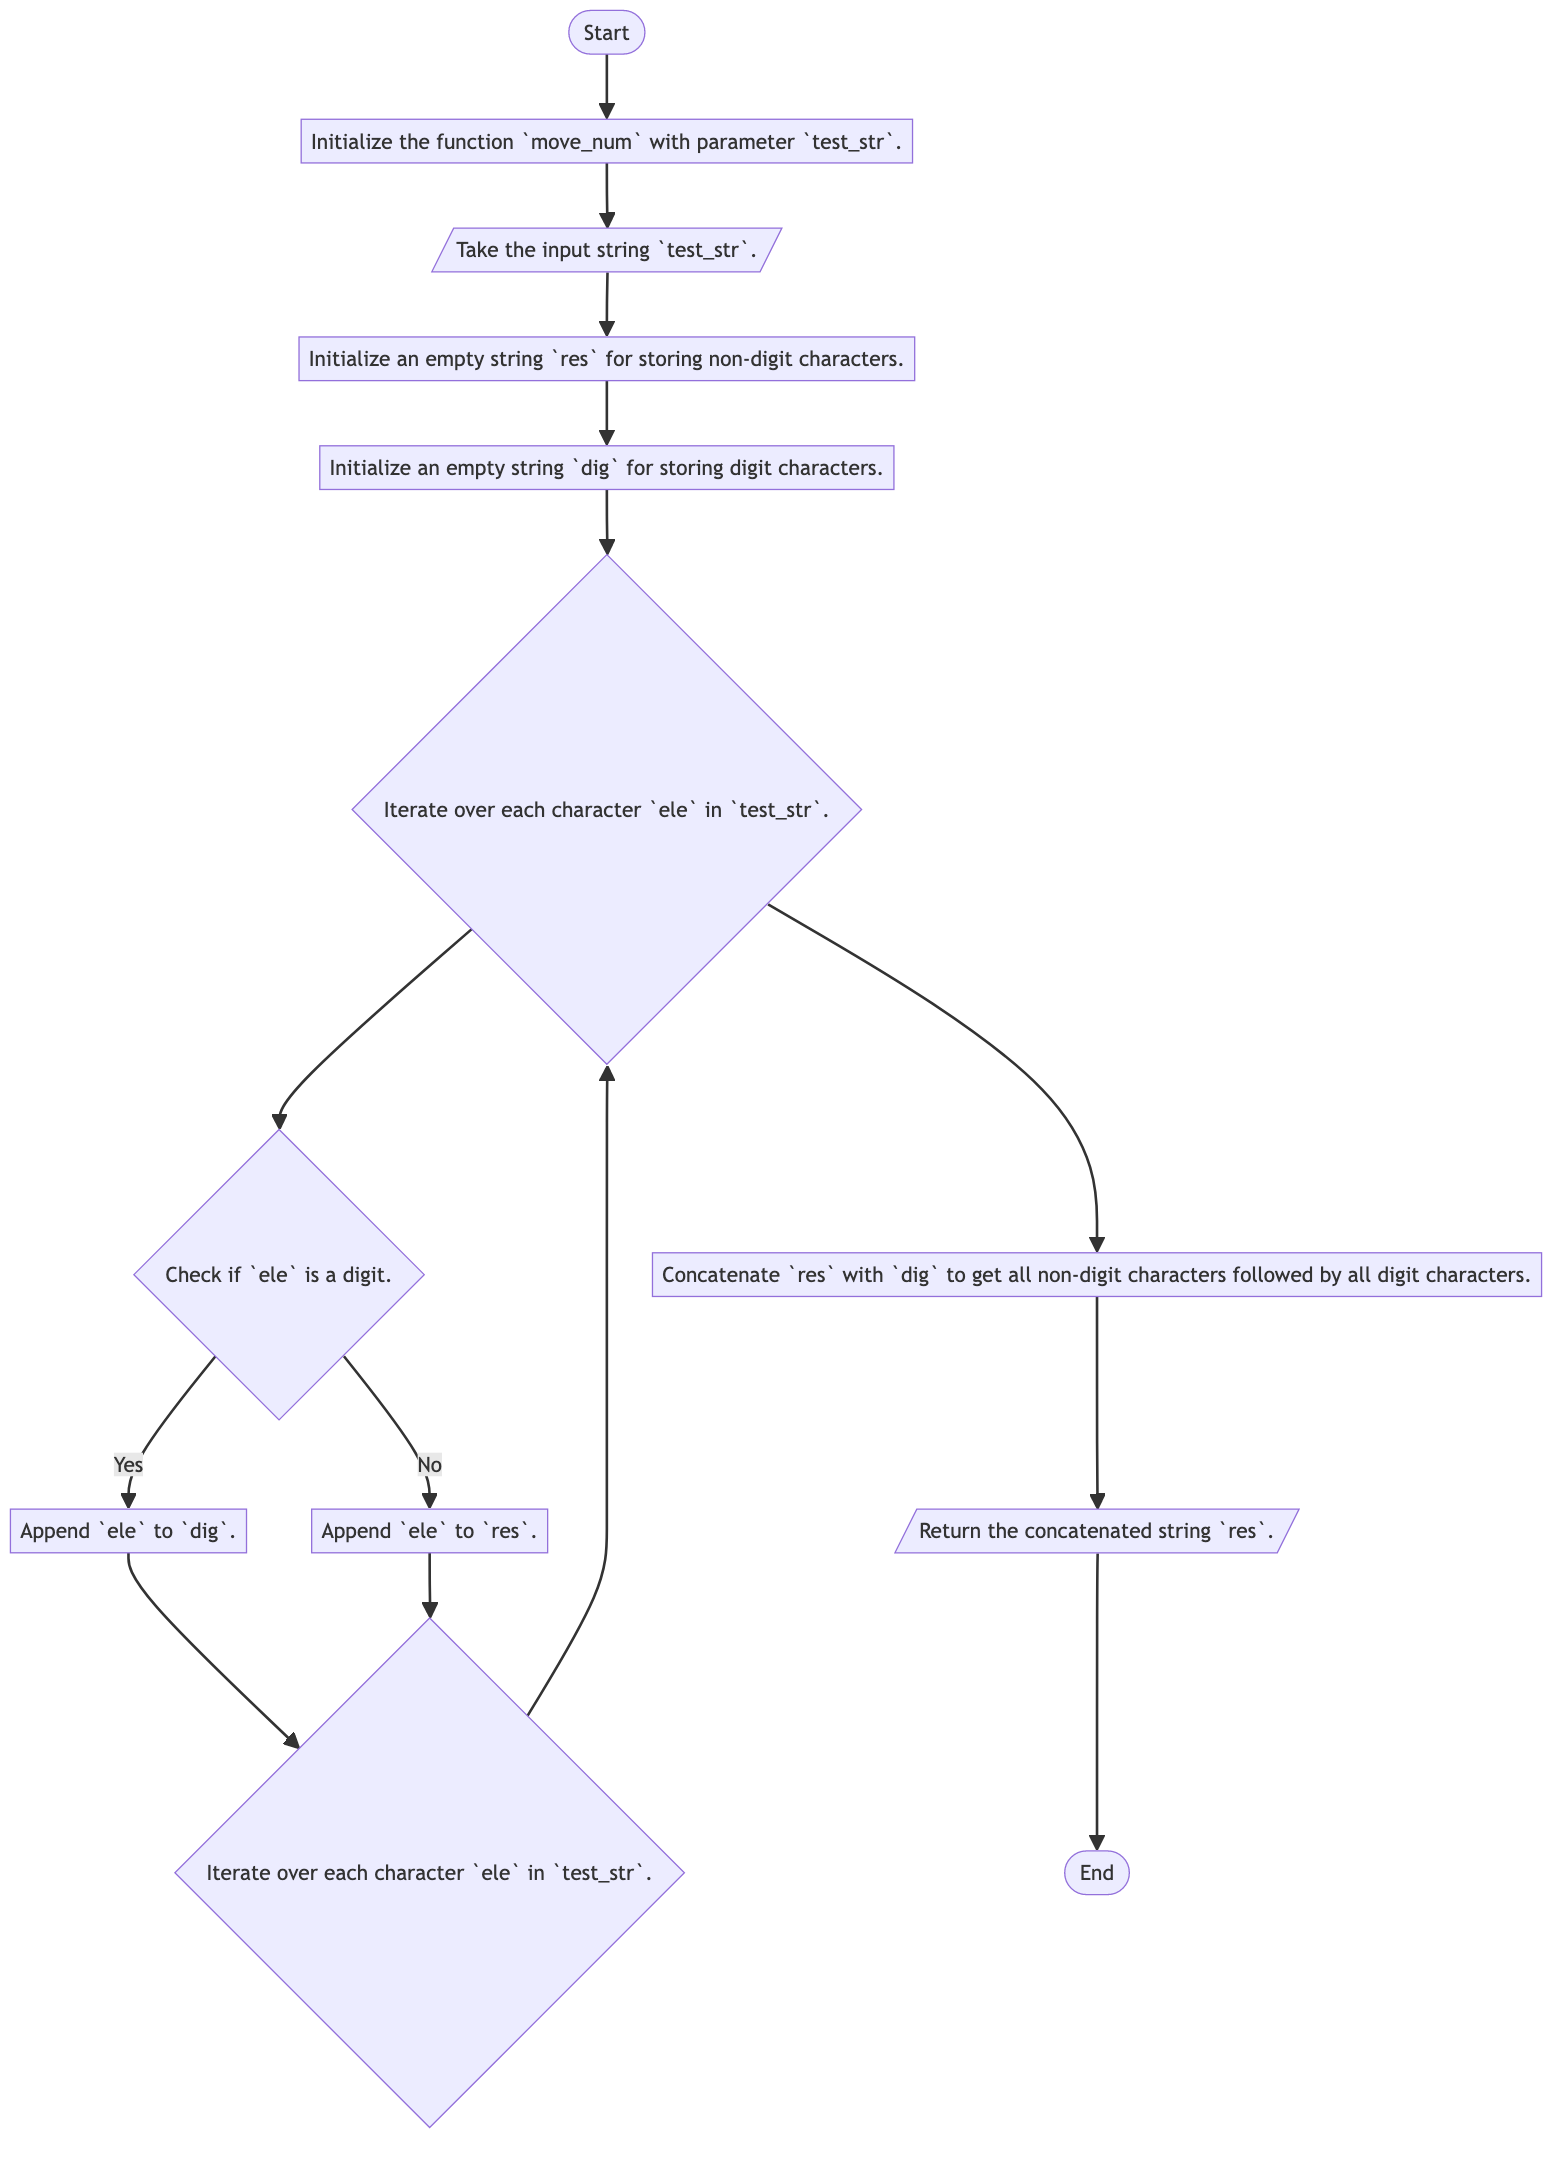 Start
Initialize the function `move_num` with parameter `test_str`.
Take the input string `test_str`.
Initialize an empty string `res` for storing non-digit characters.
Initialize an empty string `dig` for storing digit characters.
Iterate over each character `ele` in `test_str`.
Check if `ele` is a digit.
Concatenate `res` with `dig` to get all non-digit characters followed by all digit characters.
Yes
No
Append `ele` to `dig`.
Append `ele` to `res`.
Return the concatenated string `res`.
Iterate over each character `ele` in `test_str`.
End